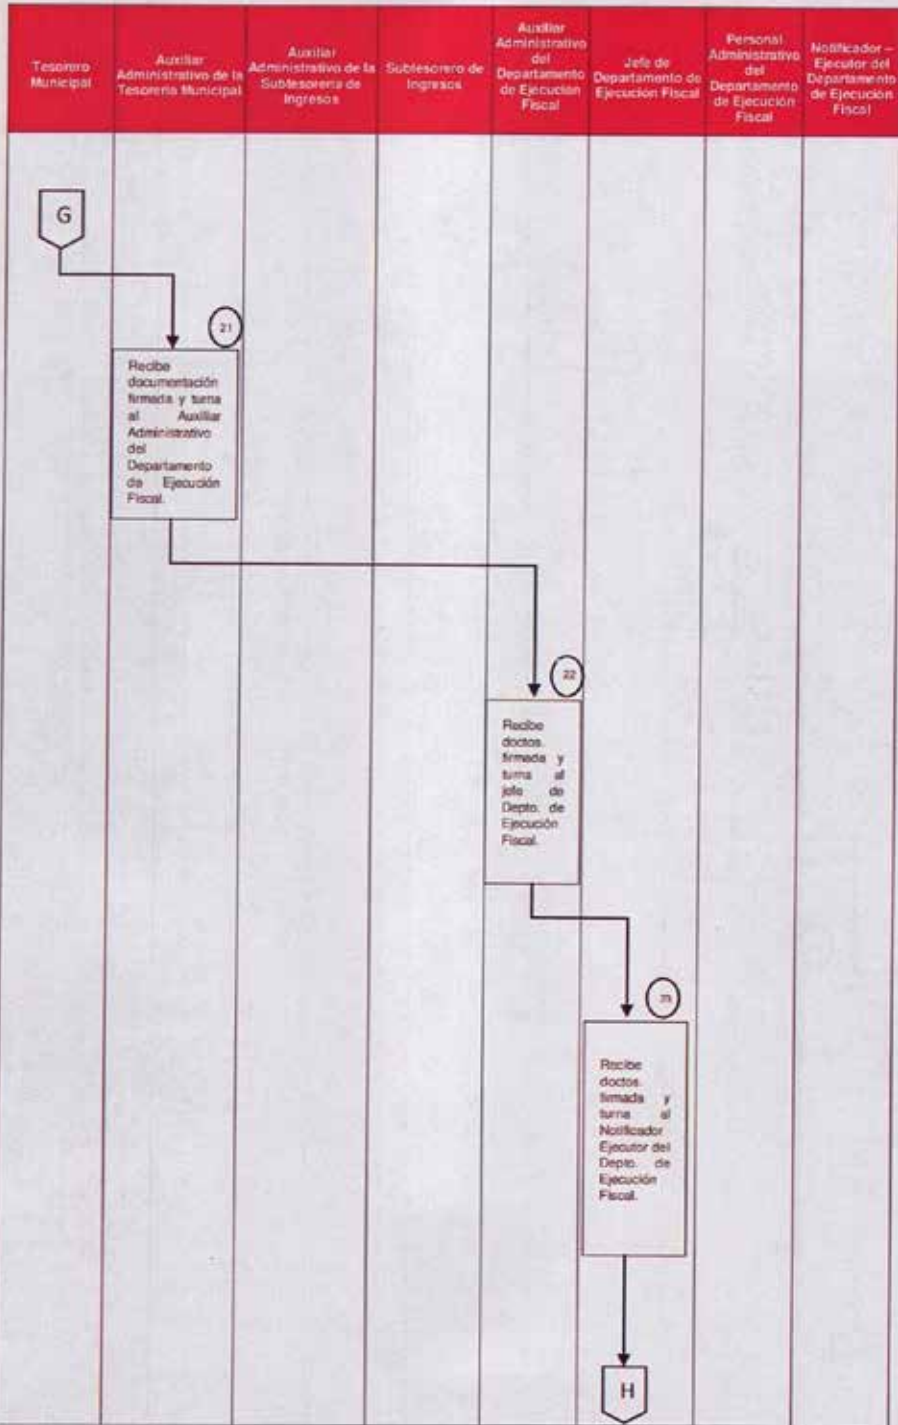 Tesorero
Municipal
Auxiliar
Administrativo de la
Tesorería Municipal
Auxiliar
Administrativo de la
Subtesorería de
Ingresos
Subtesorero de
Ingresos
Auxiliar
Administrativo
del
Departamento
de Ejecución
Fiscal
Jefe de
Departamento de
Ejecución Fiscal
Personal
Administrativo
del
Departamento
de Ejecución
Fiscal
Notificador –
Ejecutor del
Departamento
de Ejecución
Fiscal
G
21
Recibe
documentación
firmada y turna
al Auxiliar
Administrativo
del
Departamento
de Ejecución
Fiscal.
22
Recibe
doctos.
firmada y
turna al
jefe de
Depto. de
Ejecución
Fiscal.
Recibe
doctos.
firmada y
turna al
Notificador
Ejecutor del
Depto. de
Ejecución
Fiscal.
H